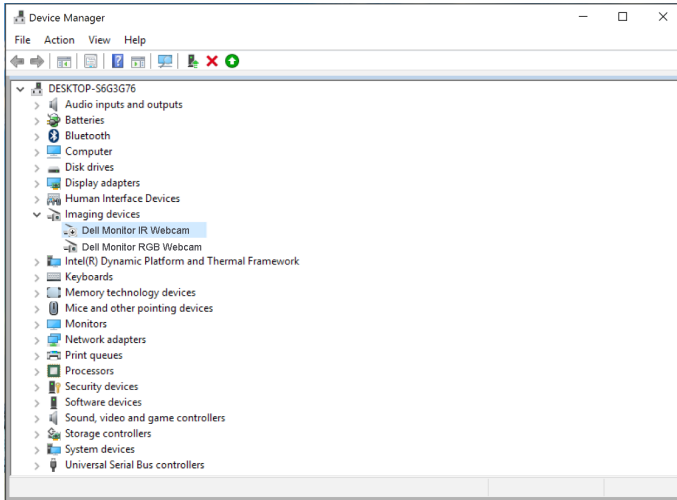 Device Manager
File Action View Help
DESKTOP-S6G3G76
Audio inputs and outputs
Batteries
Bluetooth
Computer
Disk drives
Display adapters
Human Interface Devices
Imaging devices
Dell Monitor IR Webcam
Dell Monitor RGB Webcam
Intel(R) Dynamic Platform and Thermal Framework
Keyboards
Memory technology devices
Mice and other pointing devices
Monitors
Network adapters
Print queues
Processors
Security devices
Software devices
Sound, video and game controllers
Storage controllers
System devices
Universal Serial Bus controllers